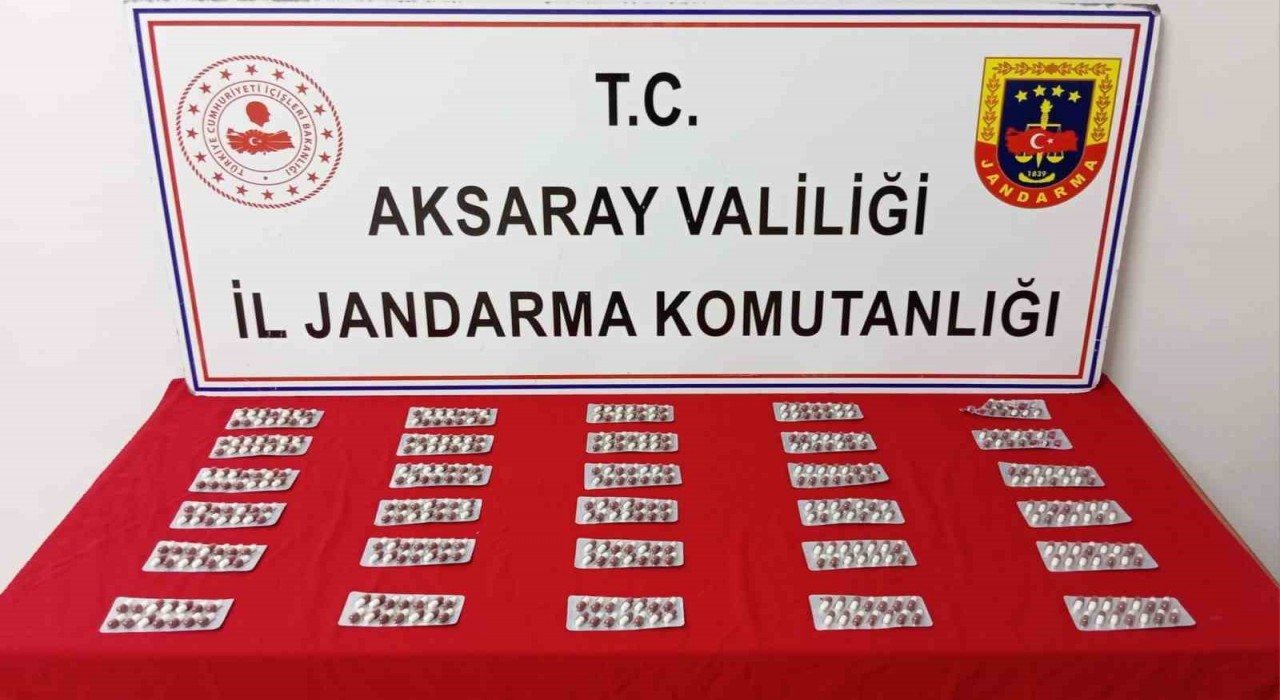 TÜRKİYE CUMHURİYETİ İÇİŞLERİ BAKANLIĞI
T.C.
AKSARAY VALİLİĞİ
İL JANDARMA KOMUTANLIĞI
1839
JANDARMA